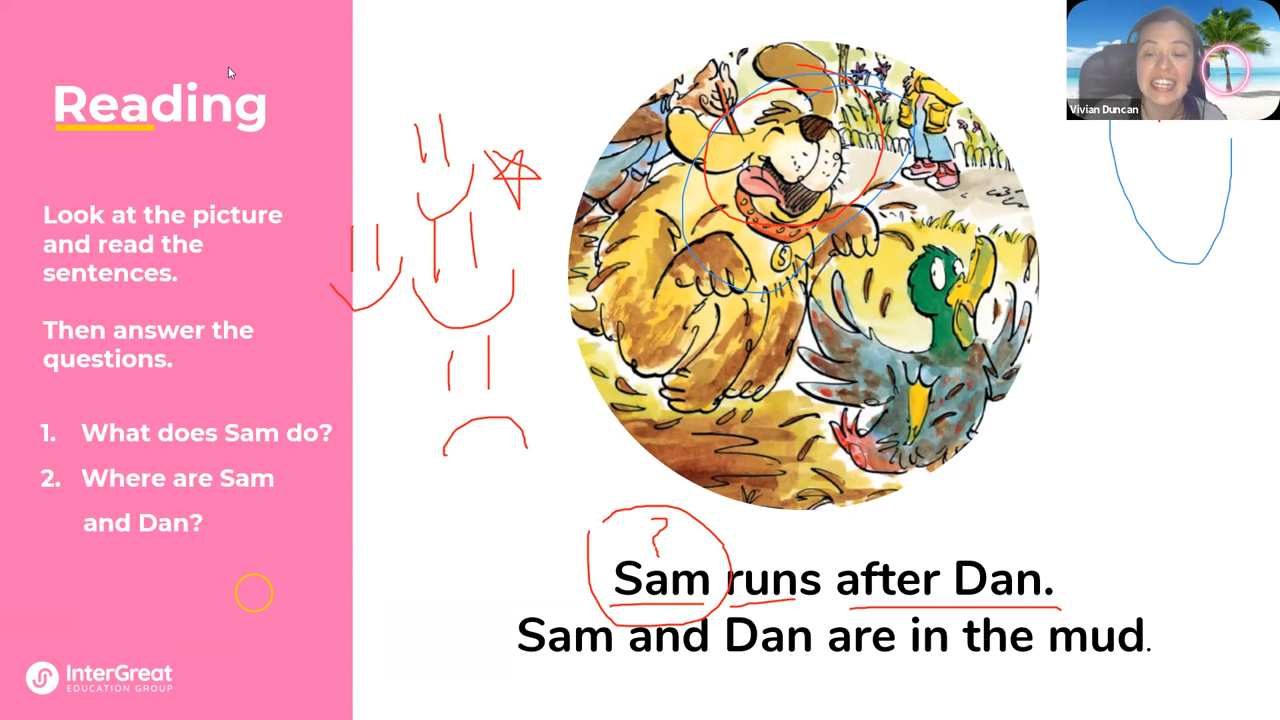 Reading
Look at the picture
and read the
sentences.
Then answer the
questions.
1. What does Sam do?
2. Where are Sam
and Dan?
InterGreat
EDUCATION GROUP
Vivian Duncan
?
Sam runs after Dan.
Sam and Dan are in the mud.